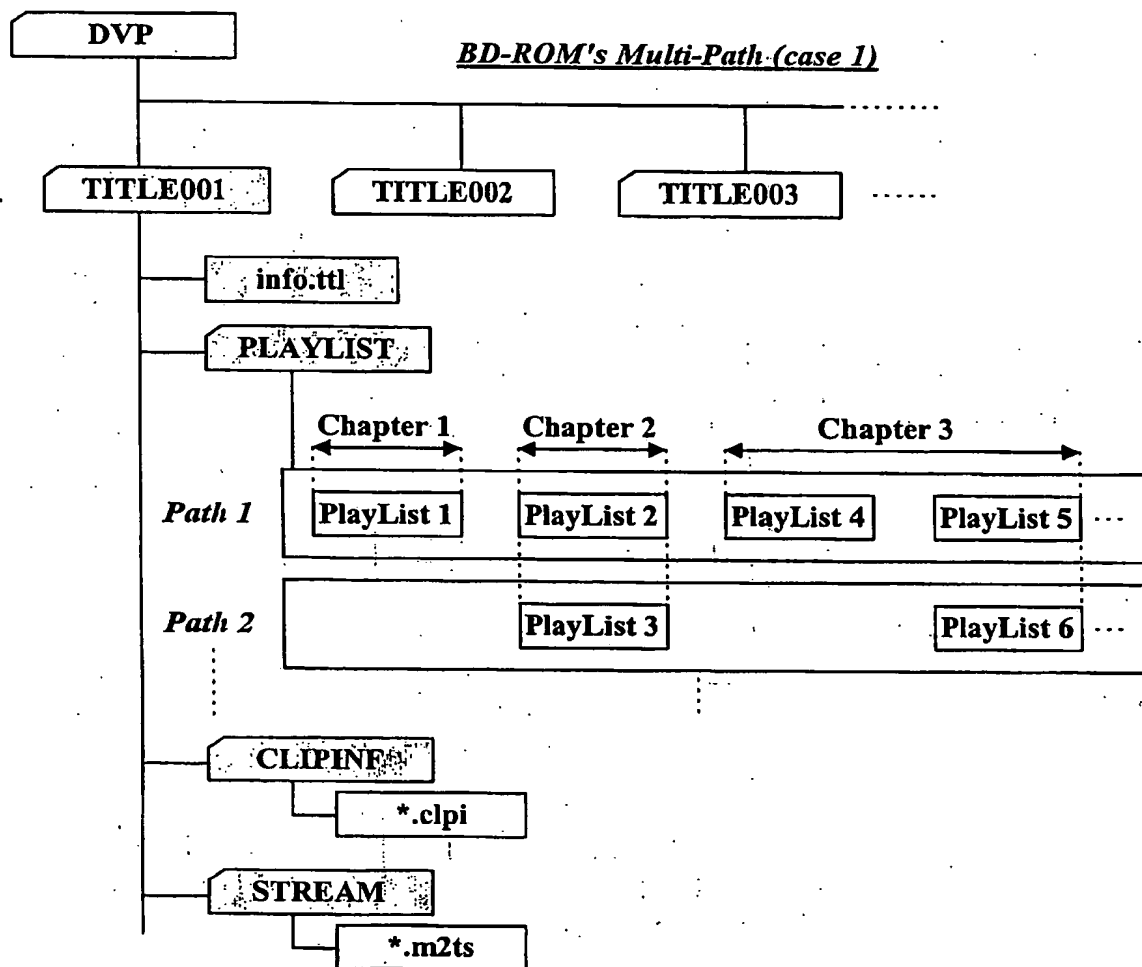 DVP
BD-ROM's Multi-Path (case 1)
TITLE001 TITLE002 TITLE003
info.ttl
PLAYLIST
Chapter 1 Chapter 2 Chapter 3
Path 1 PlayList 1 PlayList 2 PlayList 4 PlayList 5
Path 2 PlayList 3 PlayList 6
CLIPINF
*.clpi
STREAM
*.m2ts